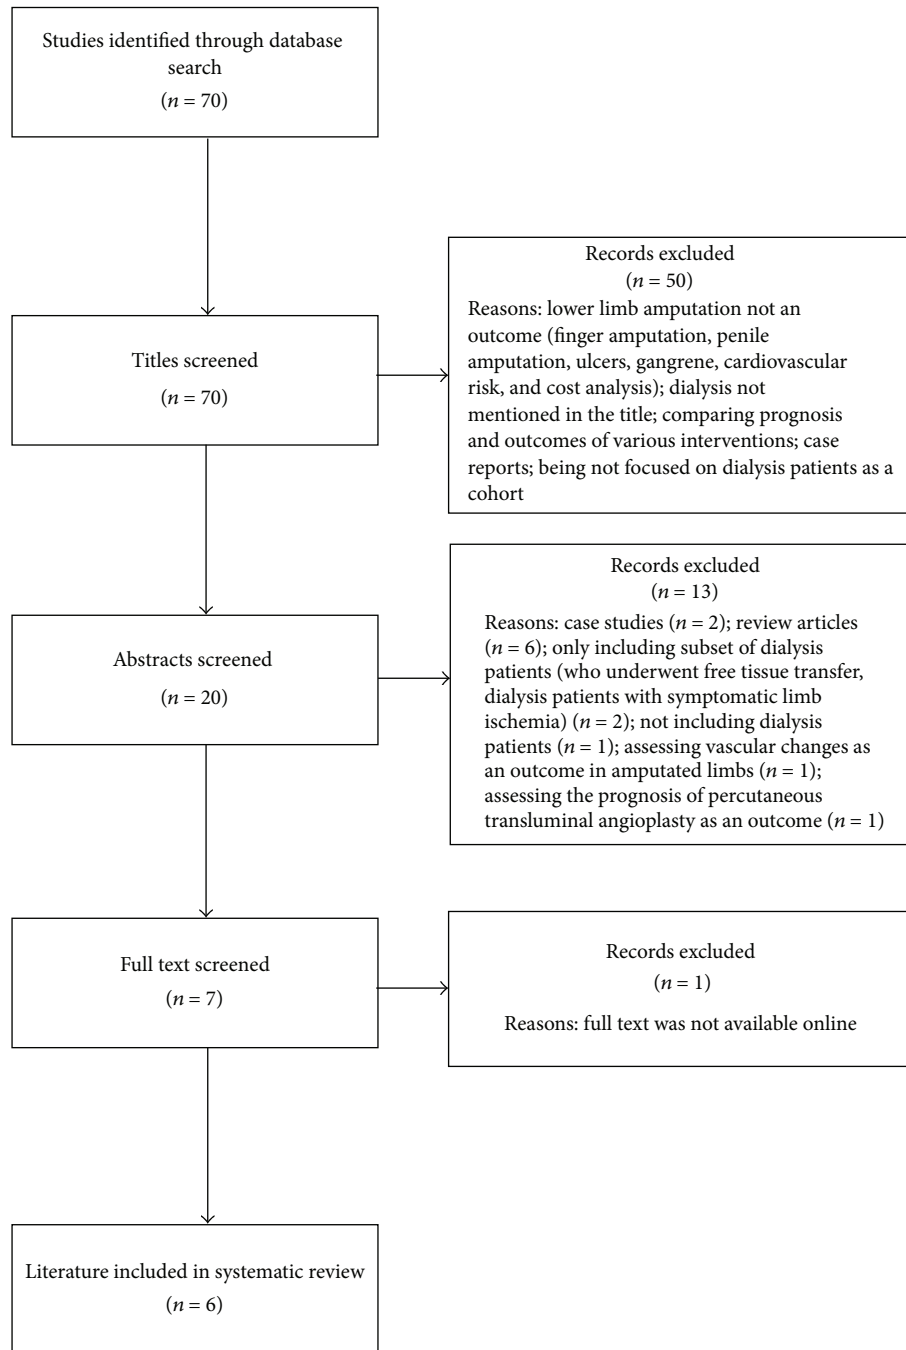 Studies identified through database
search
(n = 70)
Titles screened
(n = 70)
Records excluded
(n = 50)
Reasons: lower limb amputation not an
outcome (finger amputation, penile
amputation, ulcers, gangrene, cardiovascular
risk, and cost analysis); dialysis not
mentioned in the title; comparing prognosis
and outcomes of various interventions; case
reports; being not focused on dialysis patients as a
cohort
Abstracts screened
(n = 20)
Records excluded
(n = 13)
Reasons: case studies (n = 2); review articles
(n = 6); only including subset of dialysis
patients (who underwent free tissue transfer,
dialysis patients with symptomatic limb
ischemia) (n = 2); not including dialysis
patients (n = 1); assessing vascular changes as
an outcome in amputated limbs (n = 1);
assessing the prognosis of percutaneous
transluminal angioplasty as an outcome (n = 1)
Full text screened
(n = 7)
Records excluded
(n = 1)
Reasons: full text was not available online
Literature included in systematic review
(n = 6)